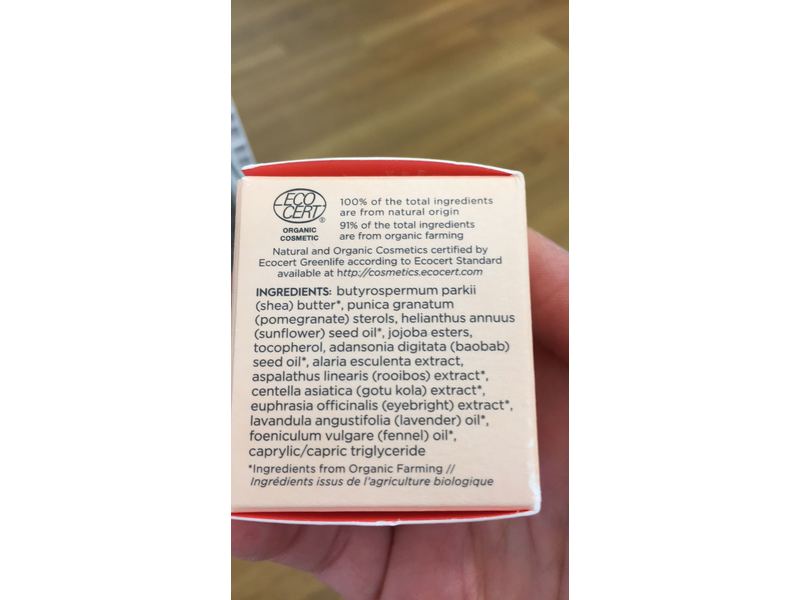 ECO
CERT®
ORGANIC
COSMETIC
100% of the total ingredients
are from natural origin
91% of the total ingredients
are from organic farming
Natural and Organic Cosmetics certified by
Ecocert Greenlife according to Ecocert Standard
available at http://cosmetics.ecocert.com
INGREDIENTS: butyrospermum parkii
(shea) butter*, punica granatum
(pomegranate) sterols, helianthus annuus
(sunflower) seed oil*, jojoba esters,
tocopherol, adansonia digitata (baobab)
seed oil*, alaria esculenta extract,
aspalathus linearis (rooibos) extract*,
centella asiatica (gotu kola) extract*,
euphrasia officinalis (eyebright) extract*,
lavandula angustifolia (lavender) oil*,
foeniculum vulgare (fennel) oil*,
caprylic/capric triglyceride
*Ingredients from Organic Farming //
Ingrédients issus de l'agriculture biologique